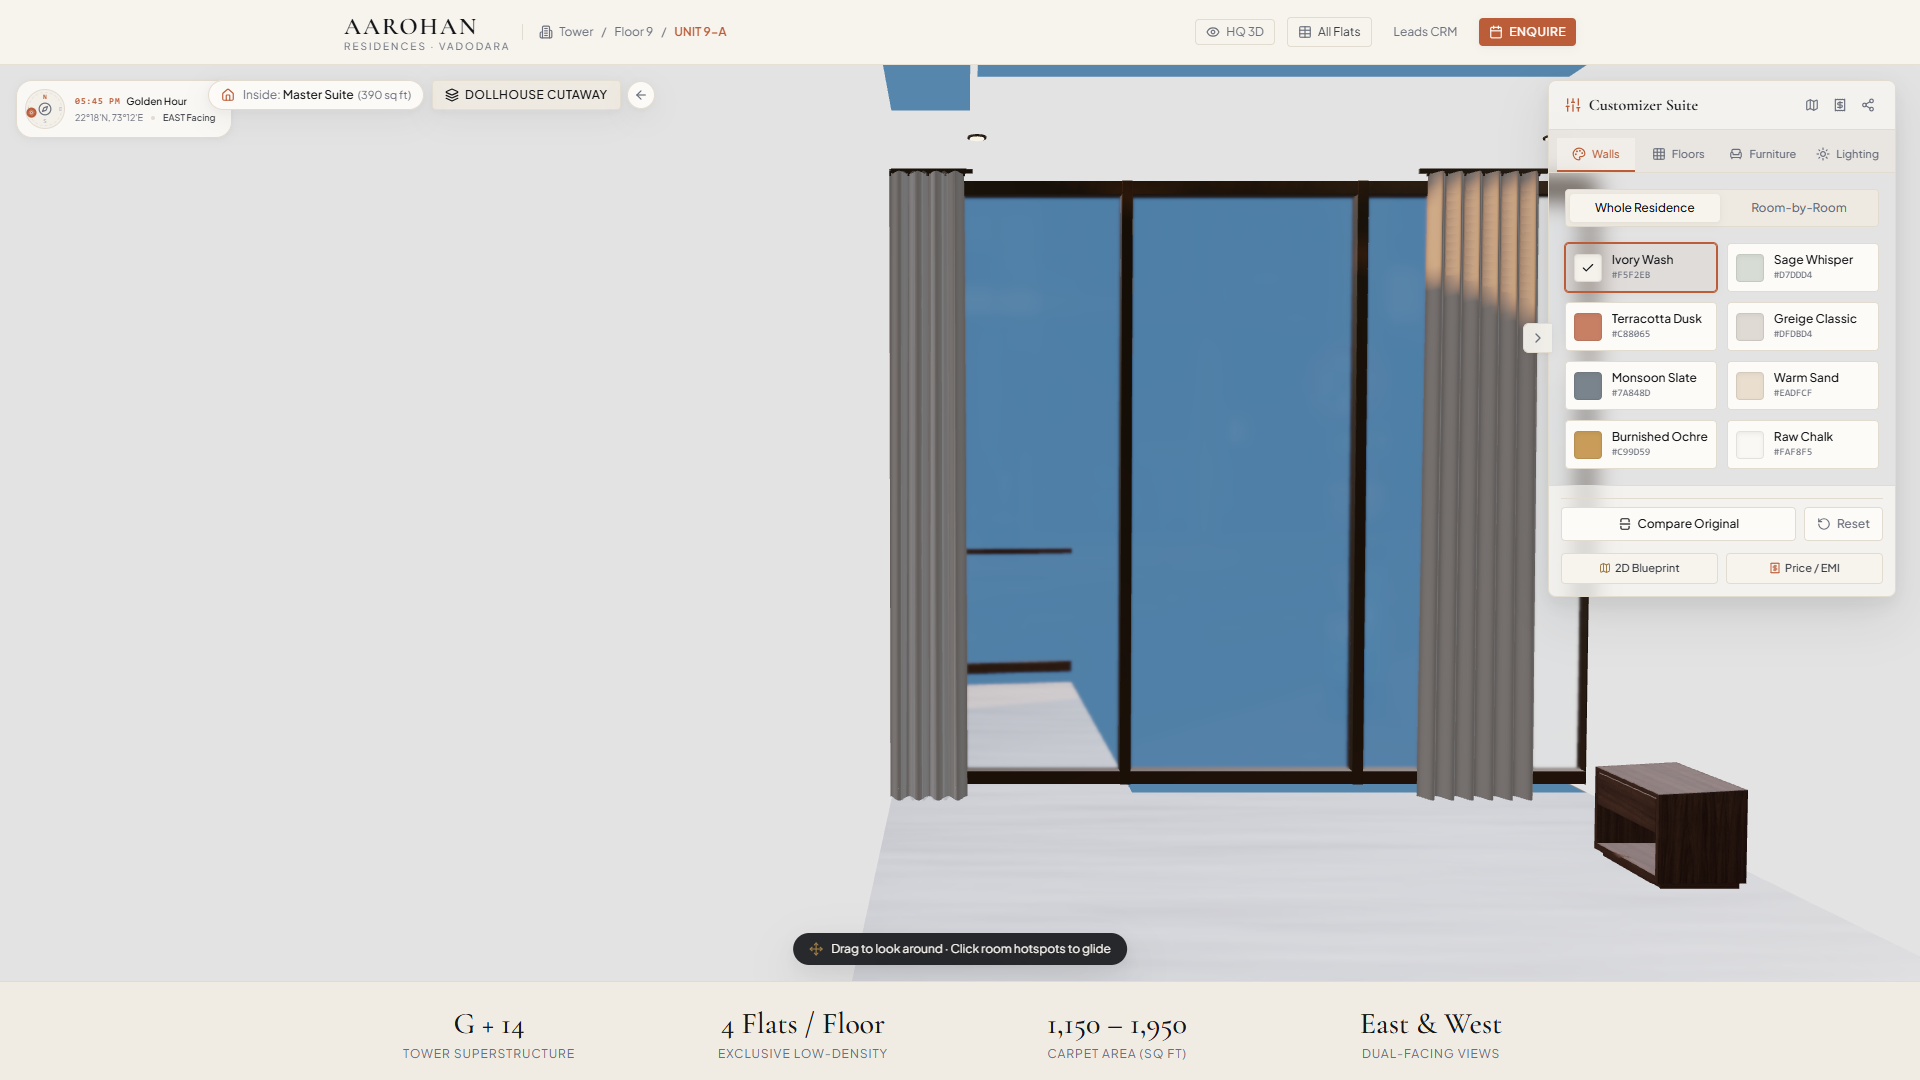 AAROHAN
RESIDENCES · VADODARA
Tower / Floor 9 / UNIT 9-A
HQ 3D
All Flats
Leads CRM
ENQUIRE
N
05:45 PM Golden Hour
22°18'N, 73°12'E EAST Facing
Inside: Master Suite (390 sq ft)
DOLLHOUSE CUTAWAY
Customizer Suite
Walls
Floors
Furniture
Lighting
Whole Residence
Room-by-Room
Ivory Wash
#F5F2EB
Sage Whisper
#D7DDD4
Terracotta Dusk
#C88065
Greige Classic
#DFDBD4
Monsoon Slate
#7A848D
Warm Sand
#EADFCF
Burnished Ochre
#C99D59
Raw Chalk
#FAF8F5
Compare Original
Reset
2D Blueprint
Price / EMI
Drag to look around · Click room hotspots to glide
G + 14
TOWER SUPERSTRUCTURE
4 Flats / Floor
EXCLUSIVE LOW-DENSITY
1,150 – 1,950
CARPET AREA (SQ FT)
East & West
DUAL-FACING VIEWS